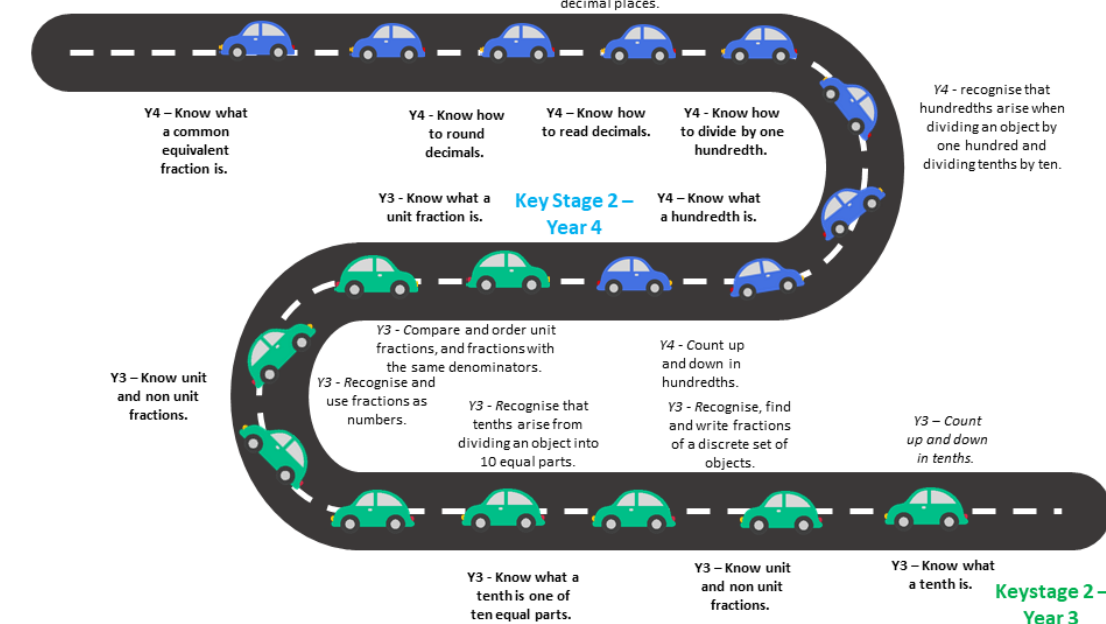 decimal places.
Y4 – Know what
a common
equivalent
fraction is.
Y4 - Know how
to round
decimals.
Y4 – Know how
to read decimals.
Y4 - Know how
to divide by one
hundredth.
Y4 - recognise that
hundredths arise when
dividing an object by
one hundred and
dividing tenths by ten.
Y3 - Know what a
unit fraction is.
Key Stage 2 –
Year 4
Y4 – Know what
a hundredth is.
Y3 - Compare and order unit
fractions, and fractions with
the same denominators.
Y4 - Count up
and down in
hundredths.
Y3 – Know unit
and non unit
fractions.
Y3 - Recognise and
use fractions as
numbers.
Y3 - Recognise that
tenths arise from
dividing an object into
10 equal parts.
Y3 - Recognise, find
and write fractions
of a discrete set of
objects.
Y3 – Count
up and down
in tenths.
Y3 - Know what a
tenth is one of
ten equal parts.
Y3 – Know unit
and non unit
fractions.
Y3 – Know what
a tenth is.
Keystage 2 –
Year 3